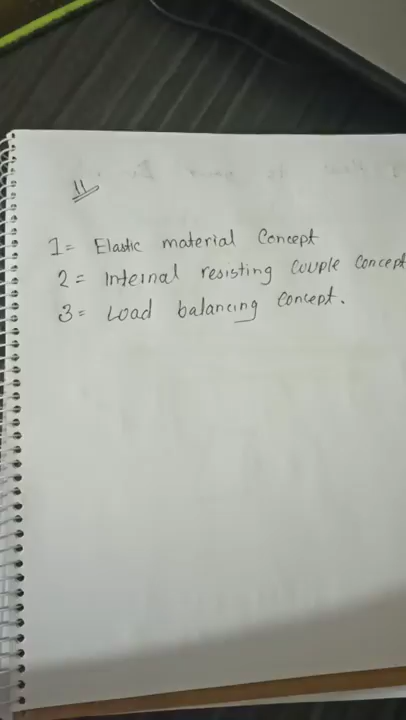 11
1= Elastic material Concept
2= Internal resisting Couple Concept
3= Load balancing Concept.